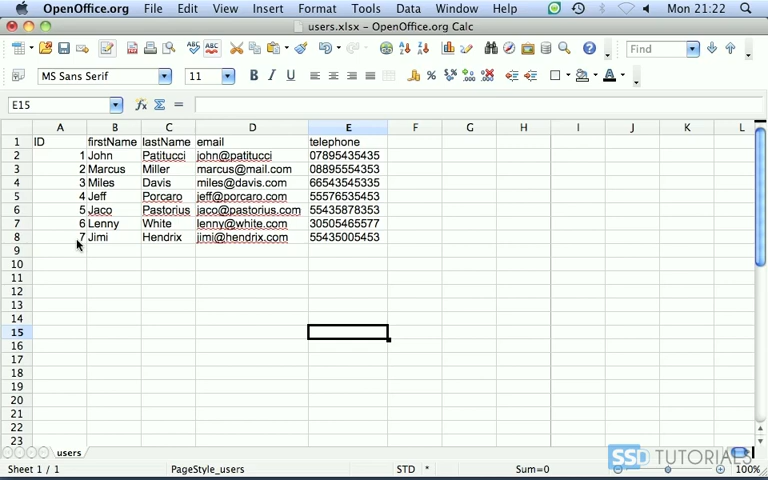 OpenOffice.org File Edit View Insert Format Tools Data Window Help Mon 21:22
users.xlsx – OpenOffice.org Calc
Find
MS Sans Serif 11 B I U
E15
A B C D E F G H I J K L
1 ID firstName lastName email telephone
2 1 John Patitucci john@patitucci 07895435435
3 2 Marcus Miller marcus@mail.com 08895554353
4 3 Miles Davis miles@davis.com 66543545335
5 4 Jeff Porcaro jeff@porcaro.com 55576535453
6 5 Jaco Pastorius jaco@pastorius.com 55435878353
7 6 Lenny White lenny@white.com 30505465577
8 7 Jimi Hendrix jimi@hendrix.com 55435005453
9
10
11
12
13
14
15
16
17
18
19
20
21
22
23
users
Sheet 1 / 1 PageStyle_users STD * Sum=0 100%
SSD TUTORIALS